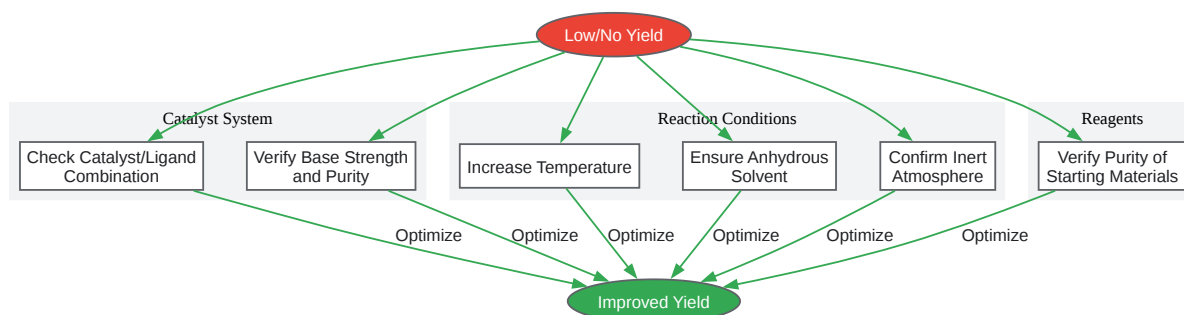 Low/No Yield
Catalyst System
Reaction Conditions
Reagents
Check Catalyst/Ligand
Combination
Verify Base Strength
and Purity
Increase Temperature
Ensure Anhydrous
Solvent
Confirm Inert
Atmosphere
Verify Purity of
Starting Materials
Optimize
Optimize
Optimize
Optimize
Optimize
Optimize
Improved Yield